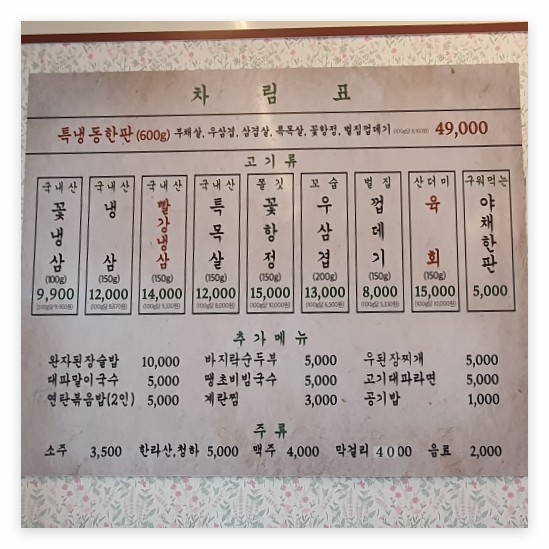 차 림 표
특냉동한판 (600g) 부채살, 우삼겹, 삼겹살, 특목살, 꽃항정, 벌집껍데기 49,000
고기류
국내산 꽃냉삼 (100g) 9,900
국내산 냉삼 (150g) 12,000
국내산 빨강냉삼 (150g) 14,000
국내산 특목살 (150g) 12,000
쫄깃 꽃항정 (150g) 15,000
꼬숩 우삼겹 (200g) 13,000
벌집 껍데기 (150g) 8,000
산더미 육회 (150g) 15,000
구워먹는 야채한판 5,000
추가메뉴
완자된장술밥 10,000 바지락순두부 5,000 우된장찌개 5,000
대파말이국수 5,000 땡초비빔국수 5,000 고기대파라면 5,000
연탄볶음밥(2인) 5,000 계란찜 3,000 공기밥 1,000
주류
소주 3,500 한라산,청하 5,000 맥주 4,000 막걸리 4000 음료 2,000